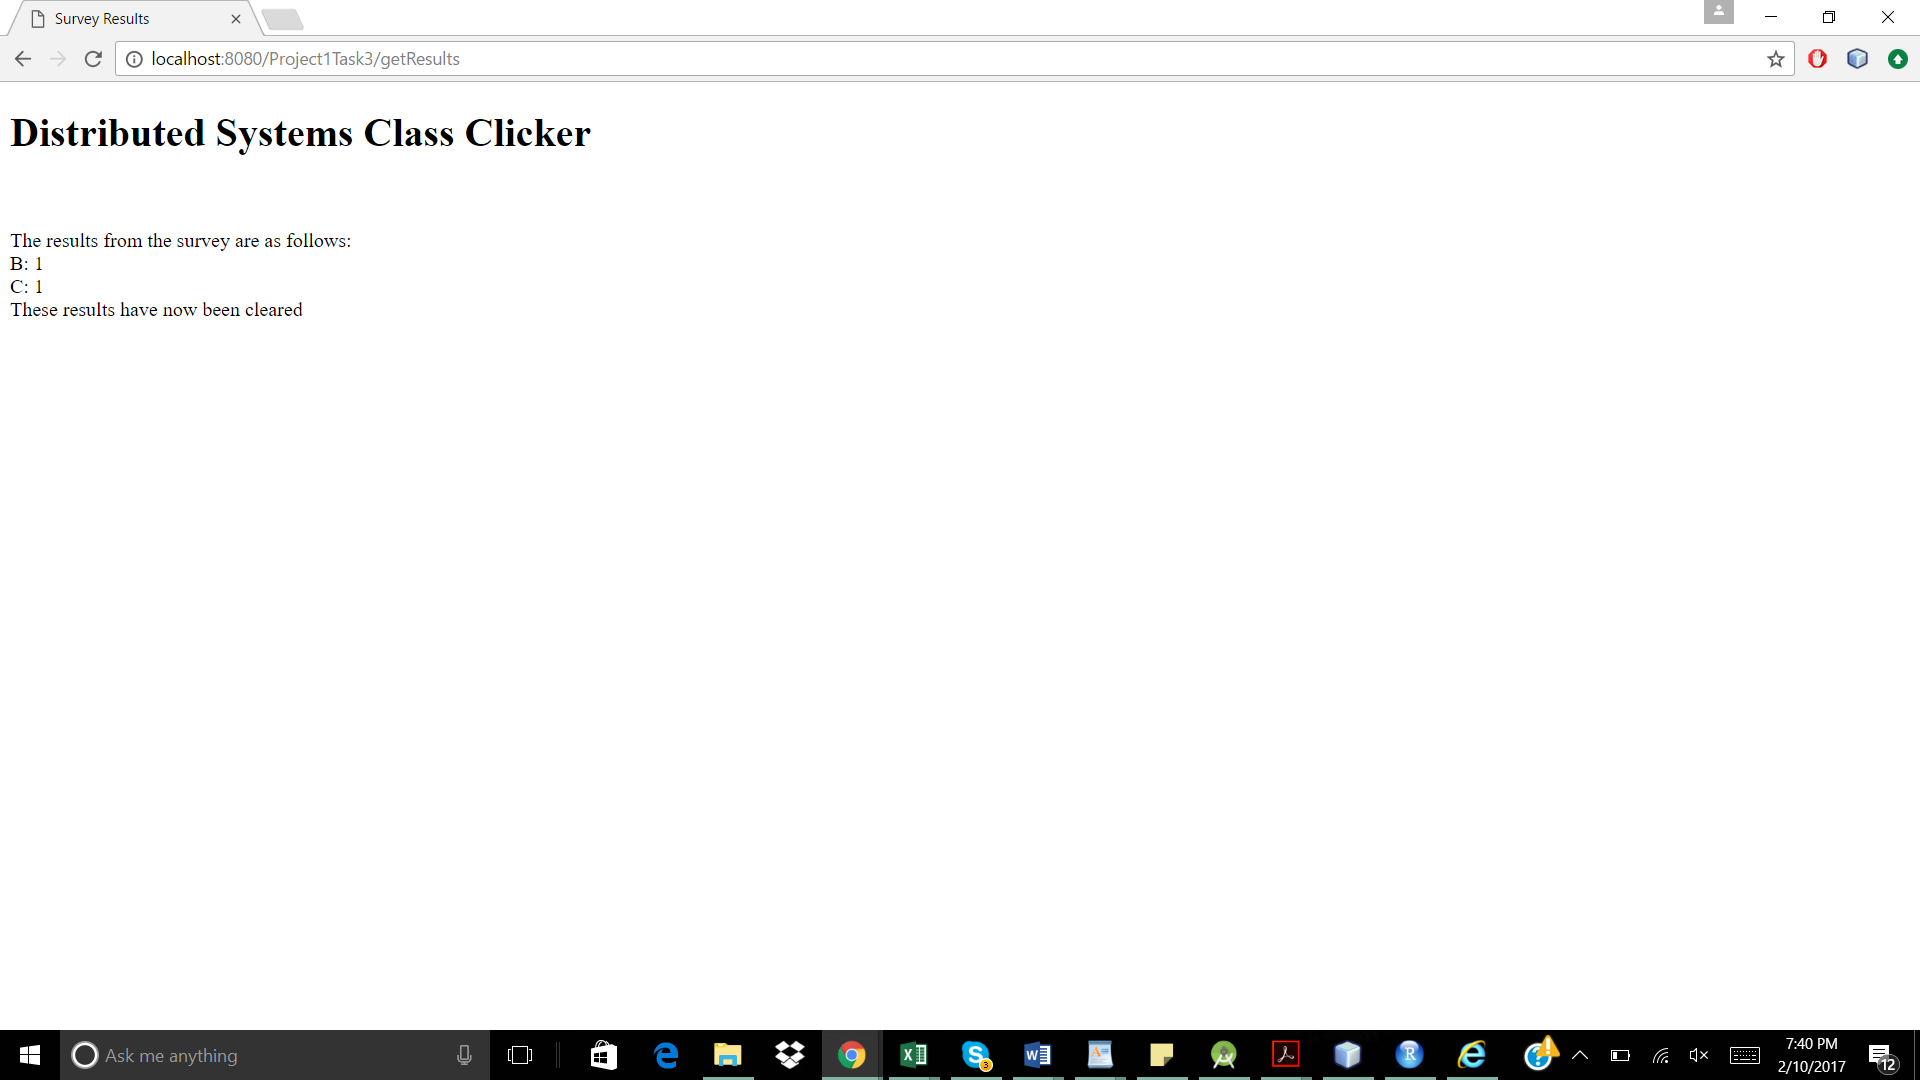 Survey Results
localhost:8080/Project1Task3/getResults
Distributed Systems Class Clicker
The results from the survey are as follows:
B: 1
C: 1
These results have now been cleared
Ask me anything
3
7:40 PM
2/10/2017
12